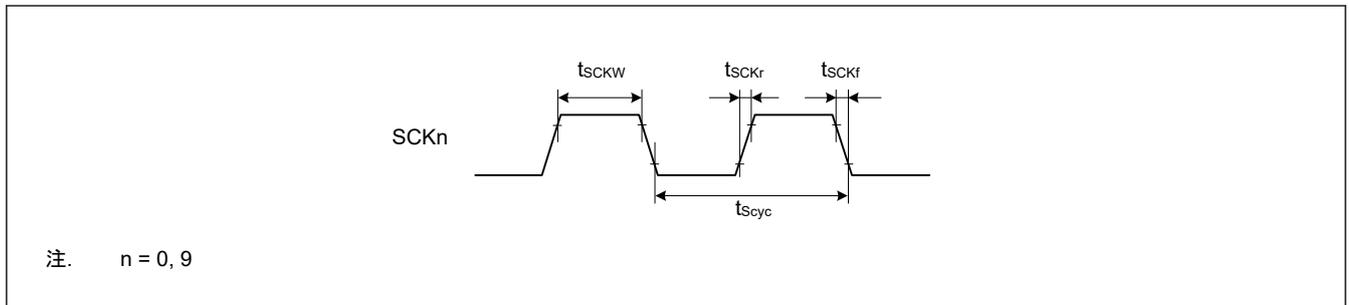 tSCKW tSCKr tSCKf
SCKn
tScyc
注. n = 0, 9